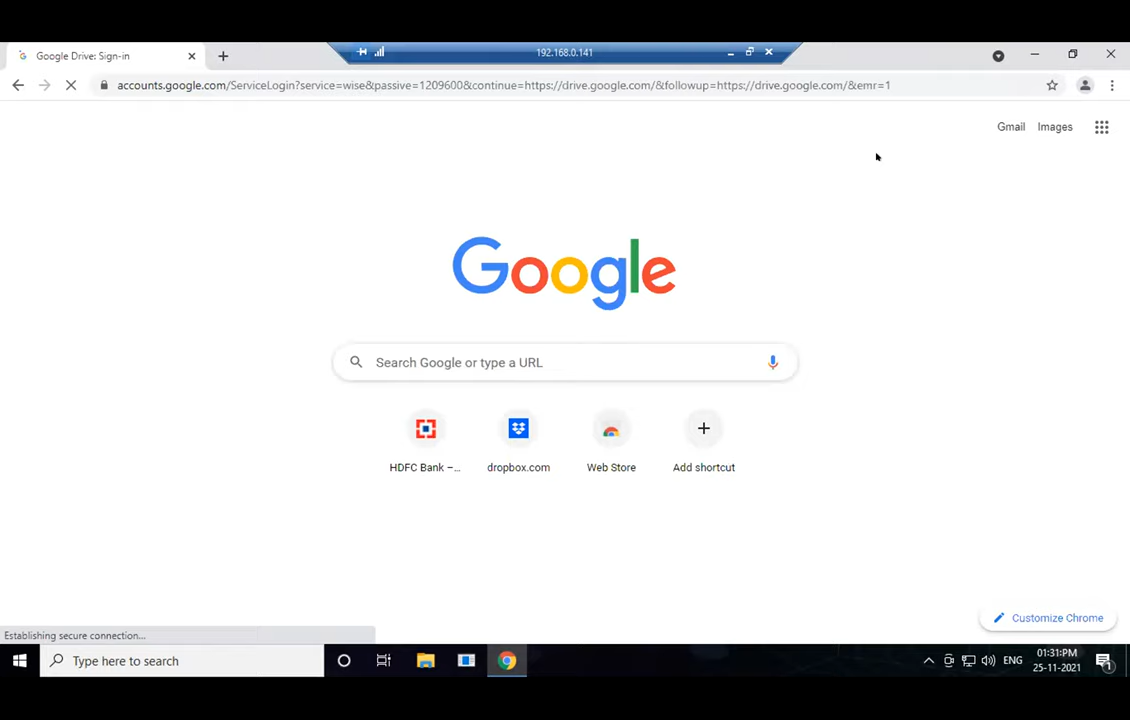 192.168.0.141
Google Drive: Sign-in
accounts.google.com/ServiceLogin?service=wise&passive=1209600&continue=https://drive.google.com/&followup=https://drive.google.com/&emr=1
Gmail Images
Google
Search Google or type a URL
HDFC Bank –... dropbox.com Web Store Add shortcut
Customize Chrome
Establishing secure connection...
Type here to search
ENG
01:31:PM
25-11-2021
1